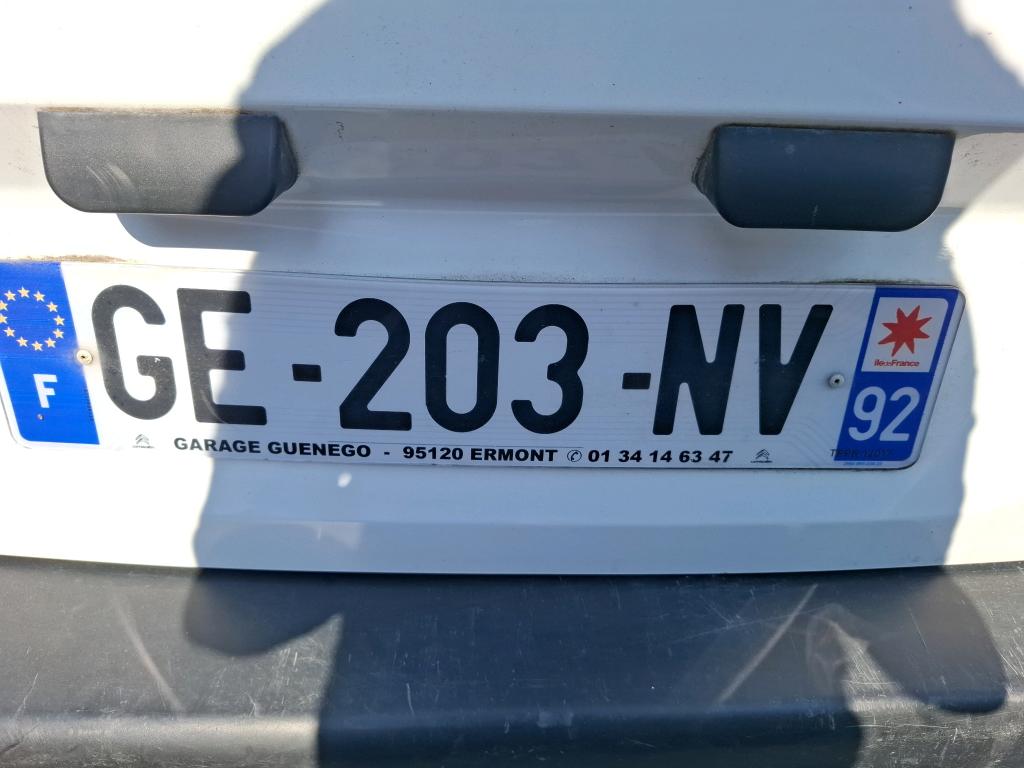 F
GE-203-NV
îledeFrance
92
GARAGE GUENEGO - 95120 ERMONT ✆ 01 34 14 63 47